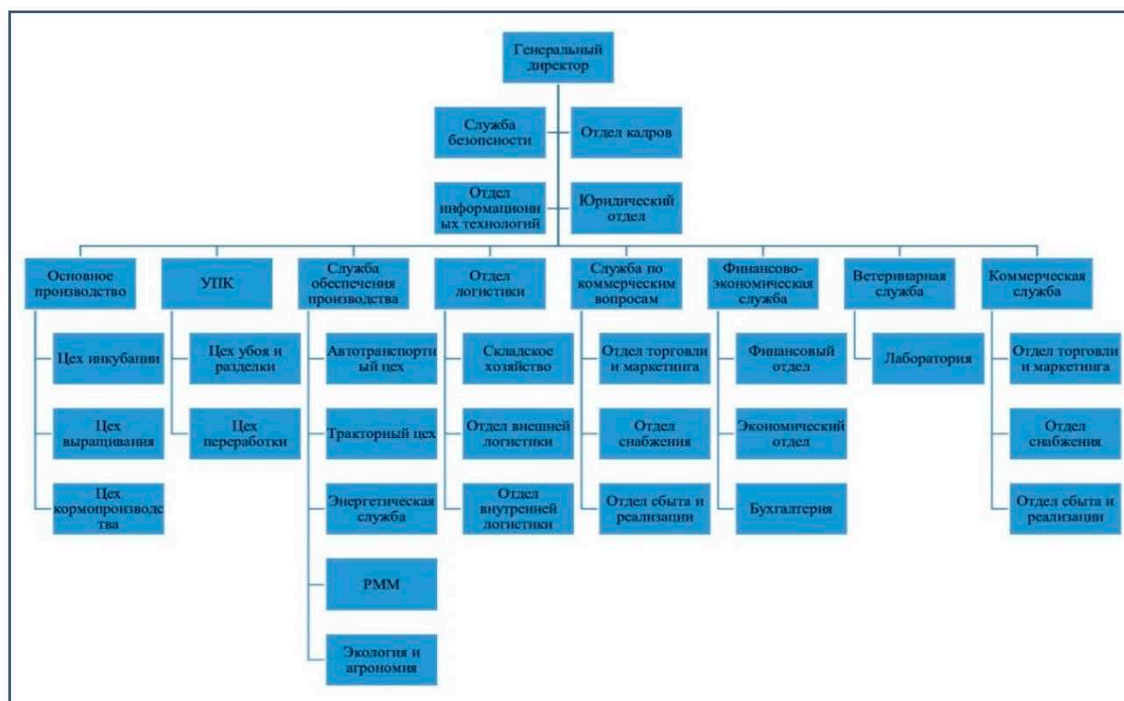 Генеральный
директор
Служба
безопсности
Отдел кадров
Отдел
информационн
ых технологий
Юридический
отдел
Основное
производство
УПК
Служба
обеспечения
производства
Отдел
логистики
Служба по
коммерческим
вопросам
Финансово-
экономическая
служба
Ветеринарная
служба
Коммерческая
служба
Цех инкубации
Цех
выращивания
Цех
кормопроизводс
тва
Цех убоя и
разделки
Цех
переработки
Автотранспортн
ый цех
Тракторный цех
Энергетическая
служба
РММ
Экология и
агрономия
Складское
хозяйство
Отдел внешней
логистики
Отдел
внутренней
логистики
Отдел торговли
и маркетинга
Отдел
снабжения
Отдел сбыта и
реализации
Финансовый
отдел
Экономический
отдел
Бухгалтерия
Лаборатория
Отдел торговли
и маркетинга
Отдел
снабжения
Отдел сбыта и
реализации